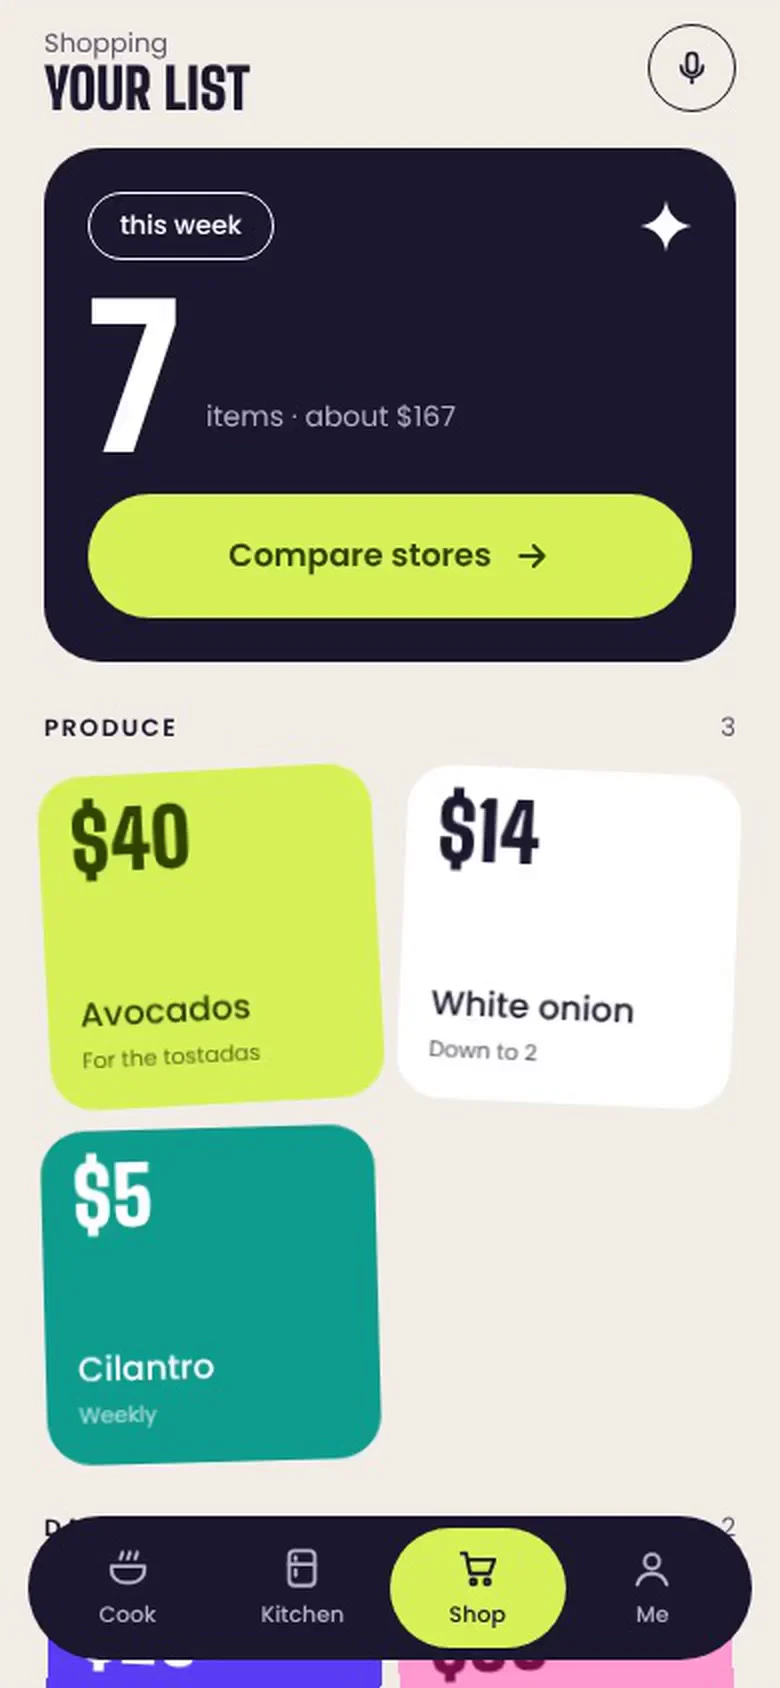 Shopping
YOUR LIST
this week
7
items · about $167
Compare stores →
PRODUCE
3
$40
Avocados
For the tostadas
$14
White onion
Down to 2
$5
Cilantro
Weekly
2
Cook
Kitchen
Shop
Me